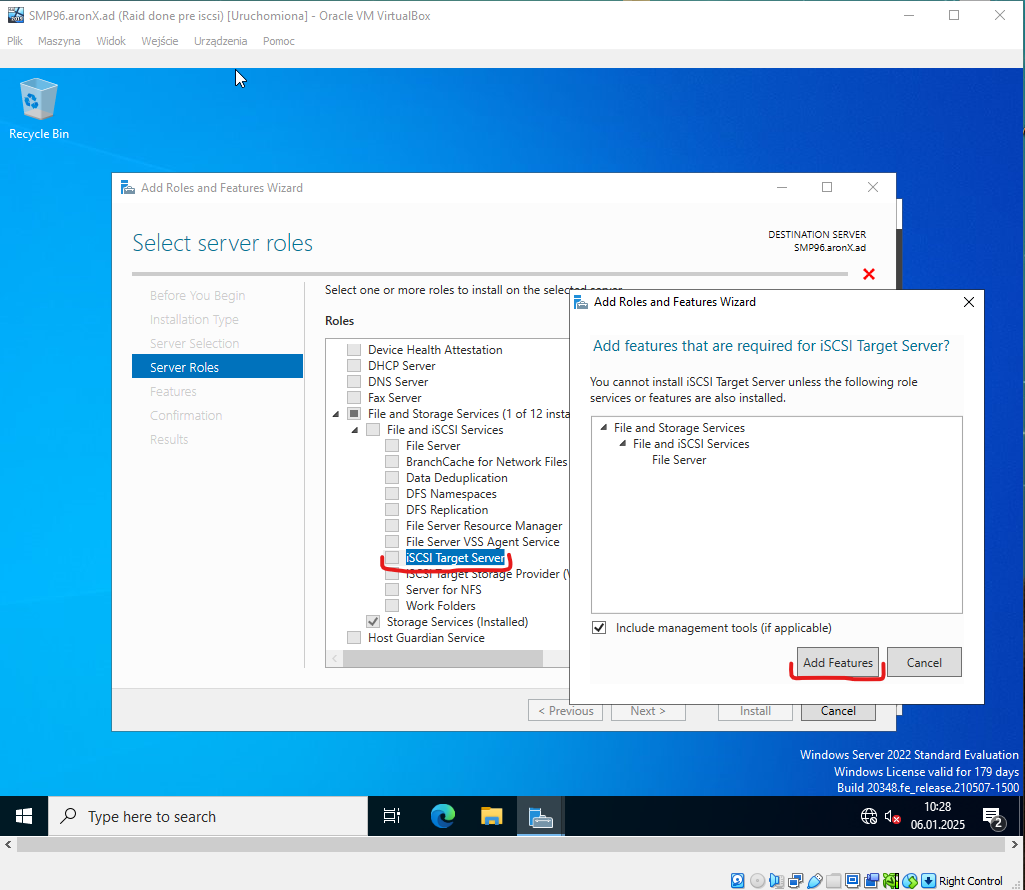 SMP96.aronX.ad (Raid done pre iscsi) [Uruchomiona] - Oracle VM VirtualBox
Plik Maszyna Widok Wejście Urządzenia Pomoc
Recycle Bin
Add Roles and Features Wizard
Select server roles
DESTINATION SERVER
SMP96.aronX.ad
Before You Begin
Installation Type
Server Selection
Server Roles
Features
Confirmation
Results
Select one or more roles to install on the selected server.
Roles
Device Health Attestation
DHCP Server
DNS Server
Fax Server
File and Storage Services (1 of 12 insta
File and iSCSI Services
File Server
BranchCache for Network Files
Data Deduplication
DFS Namespaces
DFS Replication
File Server Resource Manager
File Server VSS Agent Service
iSCSI Target Server
iSCSI Target Storage Provider (V
Server for NFS
Work Folders
Storage Services (Installed)
Host Guardian Service
< Previous Next > Install Cancel
Add Roles and Features Wizard
Add features that are required for iSCSI Target Server?
You cannot install iSCSI Target Server unless the following role
services or features are also installed.
File and Storage Services
File and iSCSI Services
File Server
Include management tools (if applicable)
Add Features Cancel
Windows Server 2022 Standard Evaluation
Windows License valid for 179 days
Build 20348.fe_release.210507-1500
Type here to search
10:28
06.01.2025
2
Right Control